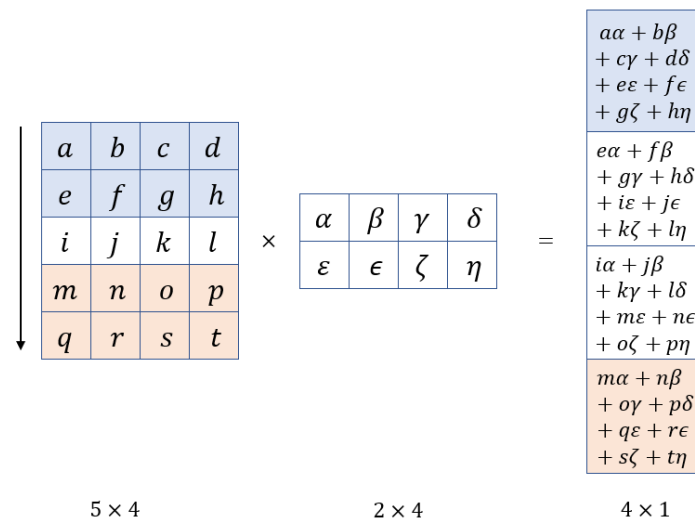 a b c d
e f g h
i j k l
m n o p
q r s t
×
α β γ δ
ε ϵ ζ η
=
aα + bβ
+ cγ + dδ
+ eε + fϵ
+ gζ + hη
eα + fβ
+ gγ + hδ
+ iε + jϵ
+ kζ + lη
iα + jβ
+ kγ + lδ
+ mε + nϵ
+ oζ + pη
mα + nβ
+ oγ + pδ
+ qε + rϵ
+ sζ + tη
5 × 4
2 × 4
4 × 1